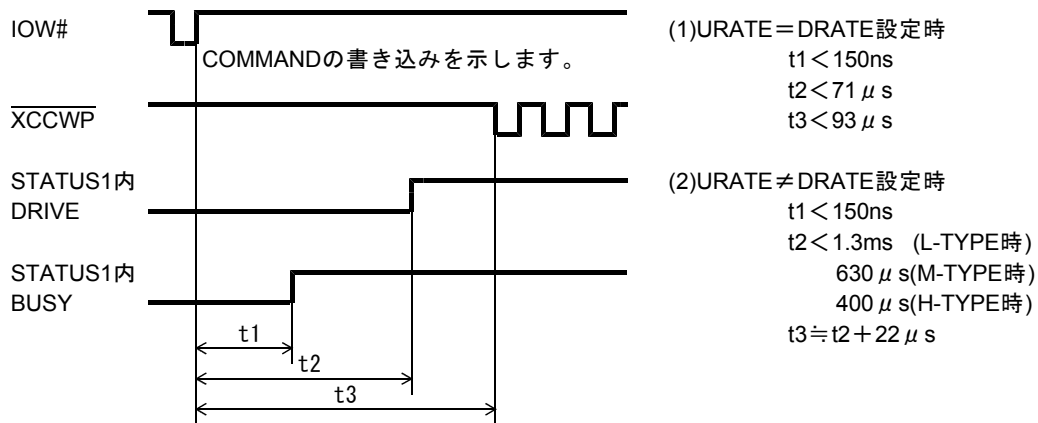 IOW#
COMMANDの書き込みを示します。
XCCWP
STATUS1内
DRIVE
STATUS1内
BUSY
t1
t2
t3
(1)URATE=DRATE設定時
t1<150ns
t2<71μs
t3<93μs
(2)URATE≠DRATE設定時
t1<150ns
t2<1.3ms (L-TYPE時)
630μs(M-TYPE時)
400μs(H-TYPE時)
t3≒t2+22μs